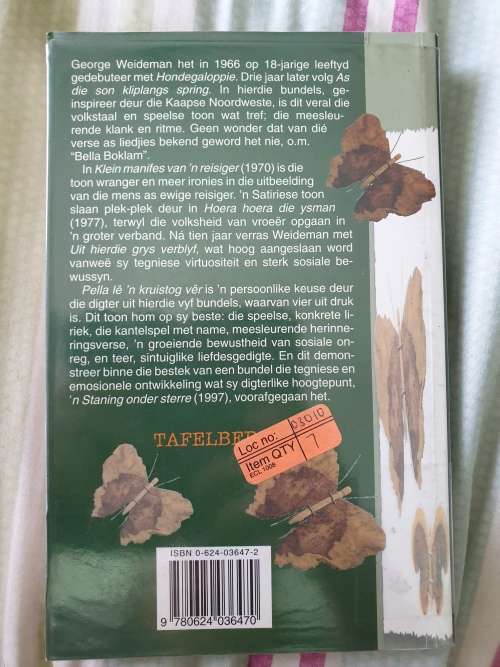 George Weideman het in 1966 op 18-jarige leeftyd
gedebuteer met Hondegaloppie. Drie jaar later volg As
die son kliplangs spring. In hierdie bundels, ge-
inspireer deur die Kaapse Noordweste, is dit veral die
volkstaal en speelse toon wat tref; die meesleu-
rende klank en ritme. Geen wonder dat van dié
verse as liedjies bekend geword het nie, o.m.
“Bella Boklam”.
In Klein manifes van 'n reisiger (1970) is die
toon wranger en meer ironies in die uitbeelding
van die mens as ewige reisiger. 'n Satiriese toon
slaan plek-plek deur in Hoera hoera die ysman
(1977), terwyl die volksheid van vroeër opgaan in
'n groter verband. Ná tien jaar verras Weideman met
Uit hierdie grys verblyf, wat hoog aangeslaan word
vanweë sy tegniese virtuositeit en sterk sosiale be-
wussyn.
Pella lê 'n kruistog vêr is 'n persoonlike keuse deur
die digter uit hierdie vyf bundels, waarvan vier uit druk
is. Dit toon hom op sy beste: die speelse, konkrete li-
riek, die kantelspel met name, meesleurende herinne-
ringsverse, 'n groeiende bewustheid van sosiale on-
reg, en teer, sintuiglike liefdesgedigte. En dit demon-
streer binne die bestek van een bundel die tegniese en
emosionele ontwikkeling wat sy digterlike hoogtepunt,
'n Staning onder sterre (1997), voorafgegaan het.
TAFELBE
Loc no: 03010
Item QTY 7
ECL 1008
ISBN 0-624-03647-2
9 780624 036470